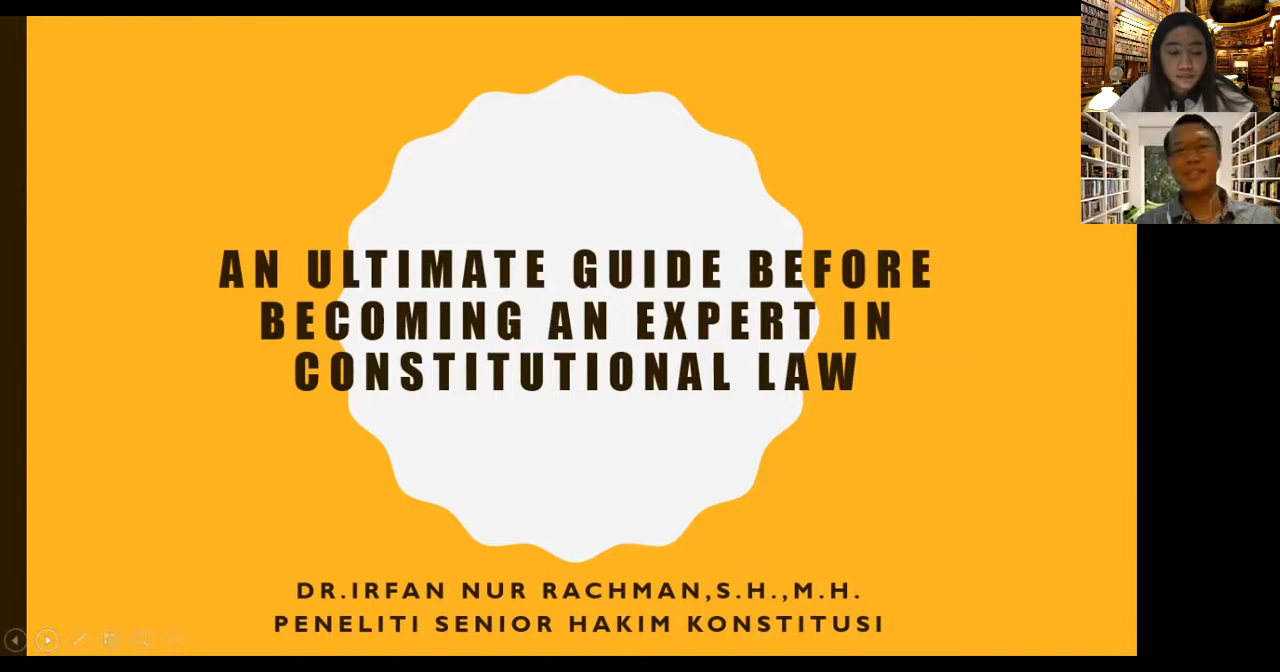 AN ULTIMATE GUIDE BEFORE
BECOMING AN EXPERT IN
CONSTITUTIONAL LAW
DR.IRFAN NUR RACHMAN,S.H.,M.H.
PENELITI SENIOR HAKIM KONSTITUSI